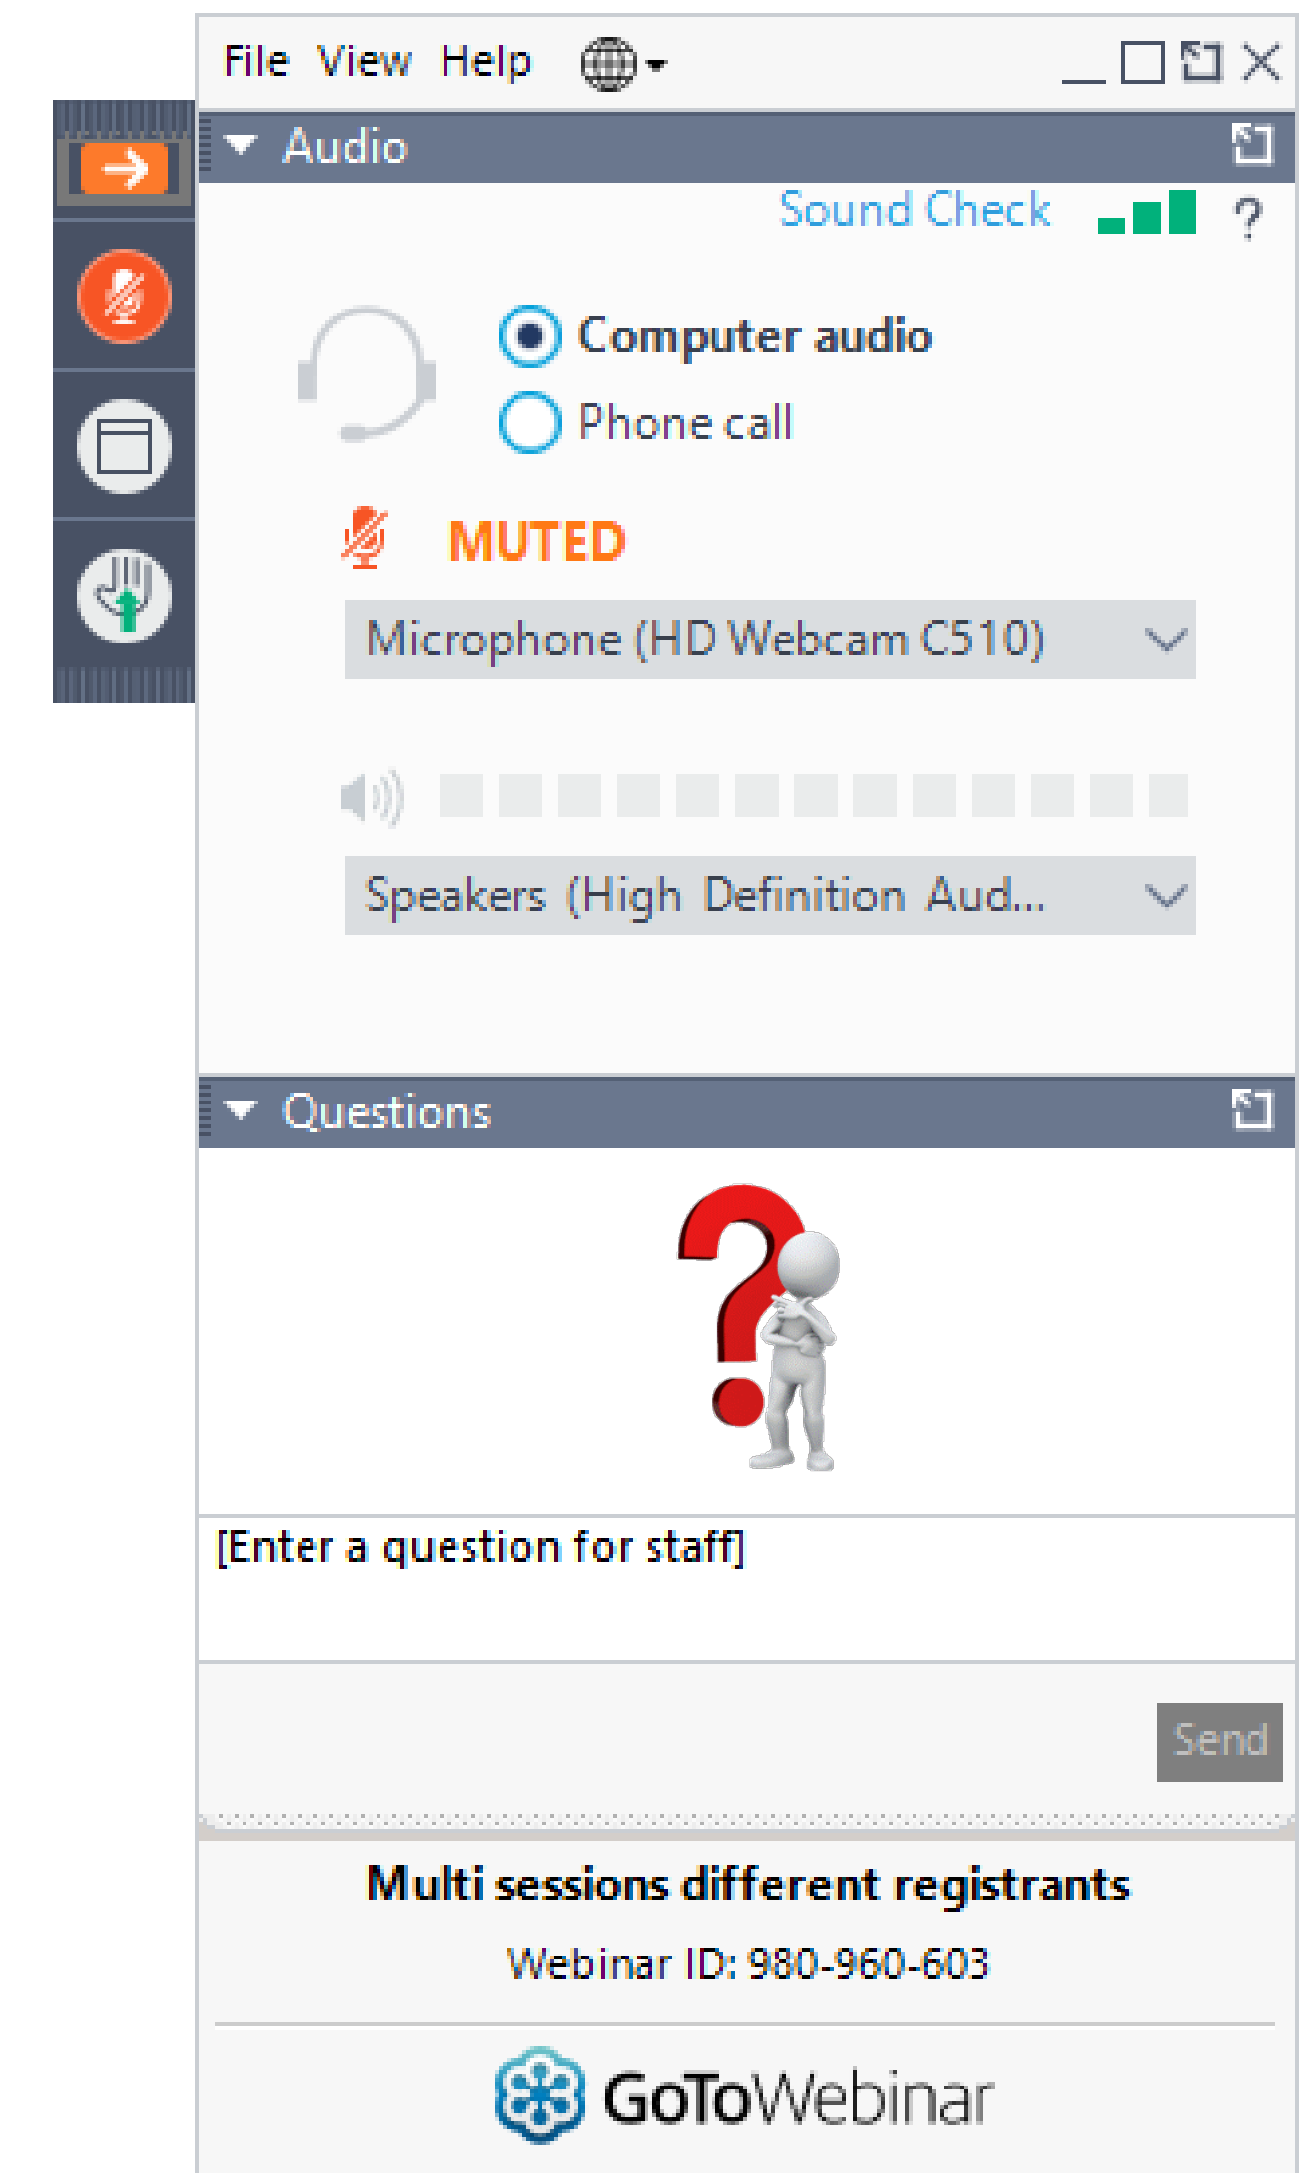 File View Help
Audio
Sound Check ?
Computer audio
Phone call
MUTED
Microphone (HD Webcam C510)
Speakers (High Definition Aud...
Questions
?
[Enter a question for staff]
Send
Multi sessions different registrants
Webinar ID: 980-960-603
GoToWebinar